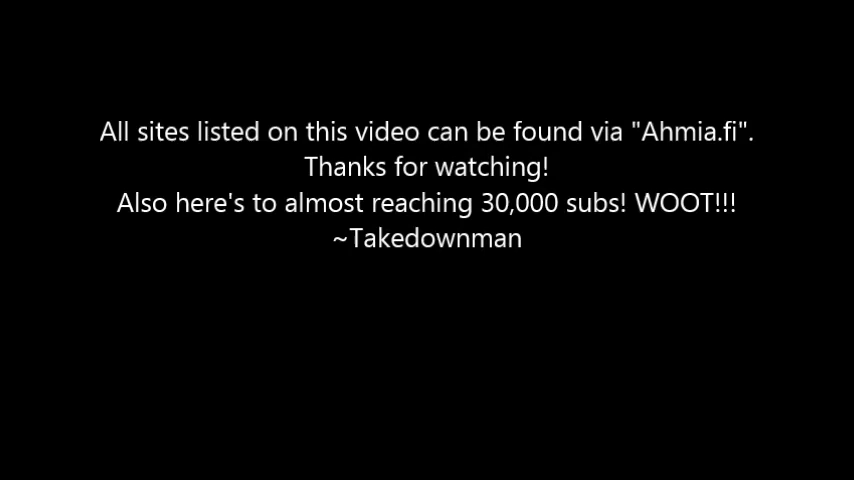 All sites listed on this video can be found via "Ahmia.fi".
Thanks for watching!
Also here's to almost reaching 30,000 subs! WOOT!!!
~Takedownman